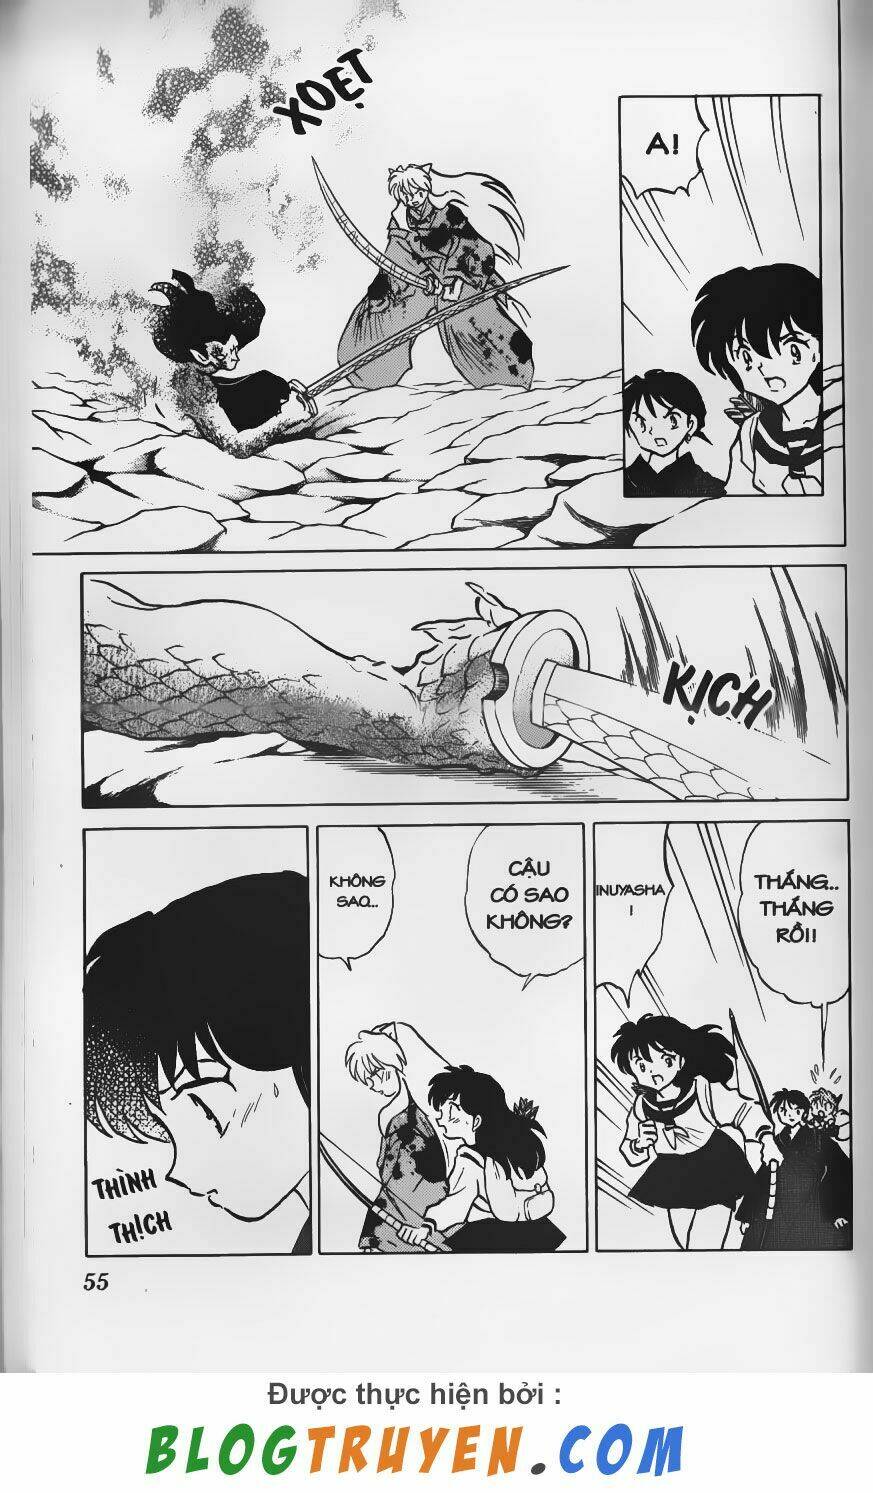 A!
XOẸT
KỊCH
THẮNG...
THẮNG
RỒI!
INUYASHA
!
CẬU
CÓ SAO
KHÔNG?
KHÔNG
SAO...
THÌNH
THỊCH
55
Được thực hiện bởi :
BLOGTRUYEN.COM